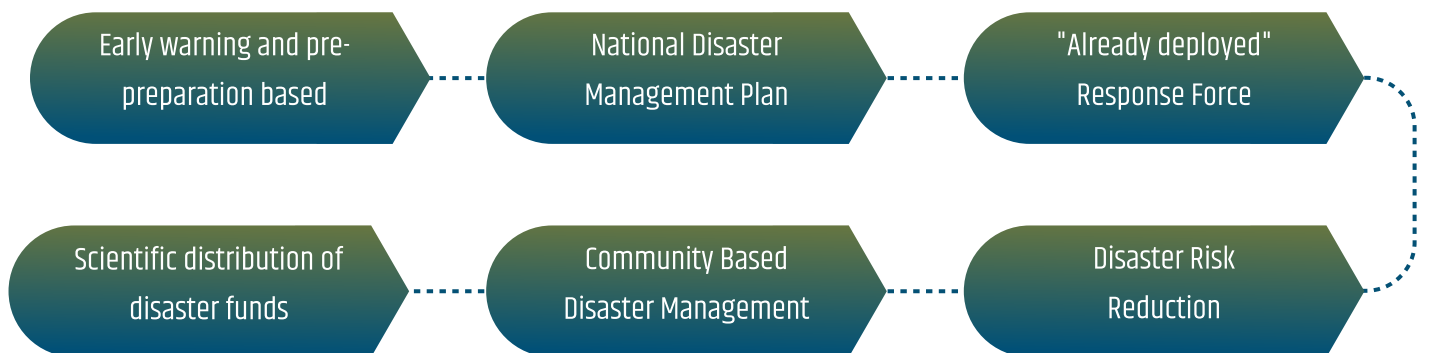 Early warning and pre-
preparation based
National Disaster
Management Plan
"Already deployed"
Response Force
Disaster Risk
Reduction
Community Based
Disaster Management
Scientific distribution of
disaster funds